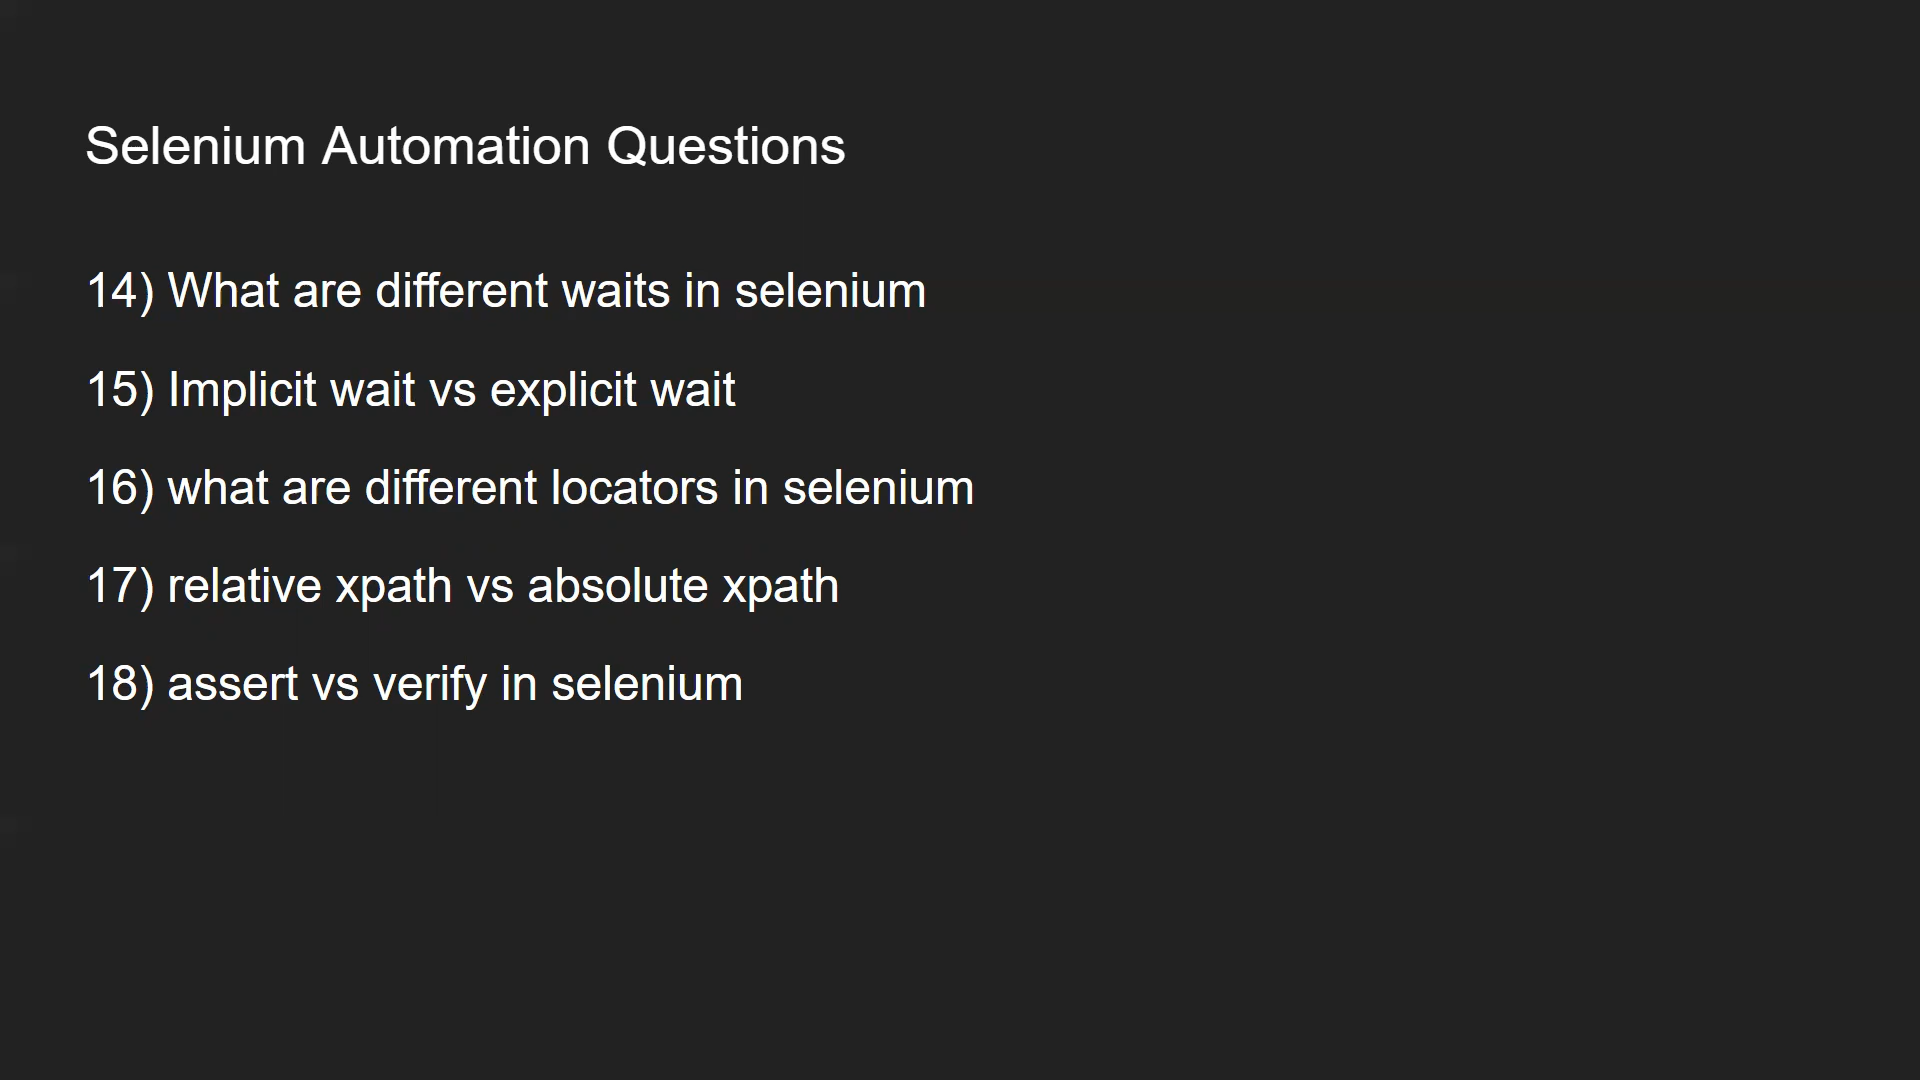 Selenium Automation Questions
14) What are different waits in selenium
15) Implicit wait vs explicit wait
16) what are different locators in selenium
17) relative xpath vs absolute xpath
18) assert vs verify in selenium